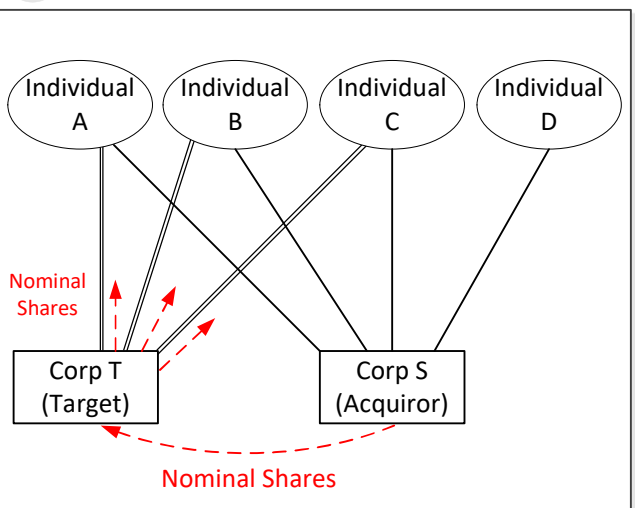 Individual
A
Individual
B
Individual
C
Individual
D
Nominal
Shares
Corp T
(Target)
Corp S
(Acquiror)
Nominal Shares